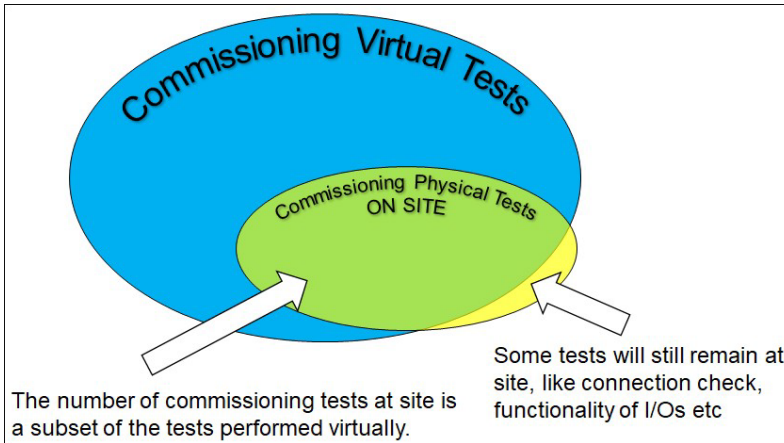 Commissioning Virtual Tests
Commissioning Physical Tests
ON SITE
The number of commissioning tests at site is
a subset of the tests performed virtually.
Some tests will still remain at
site, like connection check,
functionality of I/Os etc